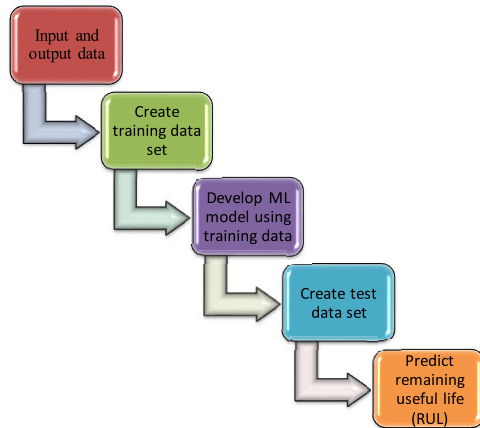 Input and
output data
Create
training data
set
Develop ML
model using
training data
Create test
data set
Predict
remaining
useful life
(RUL)